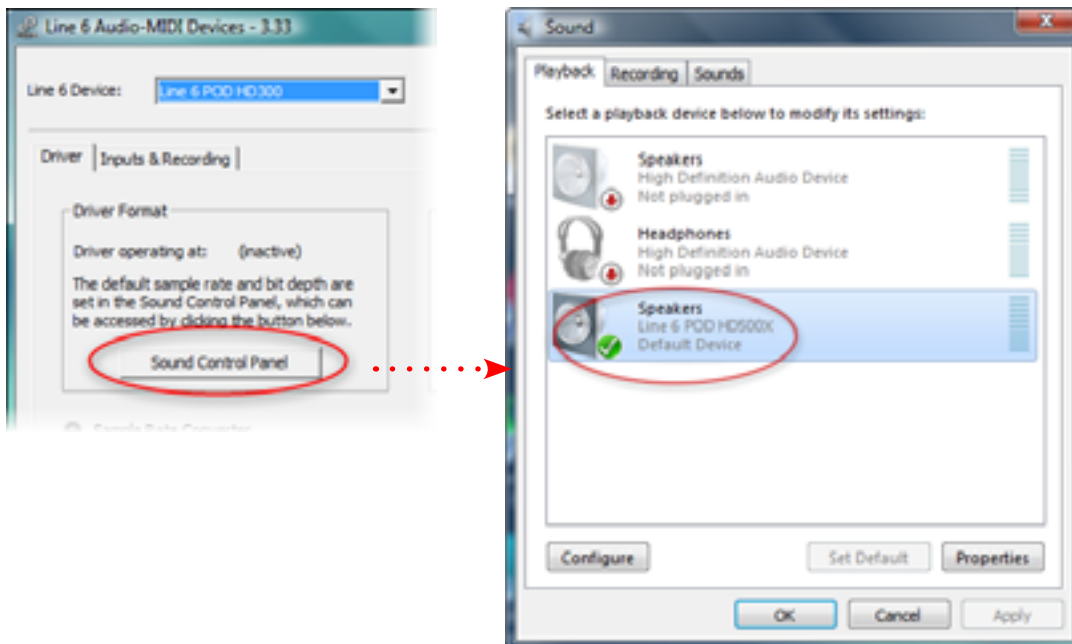 Line 6 Audio-MIDI Devices - 3.33
Line 6 Device:
Line 6 POD HD300
Driver
Inputs & Recording
Driver Format
Driver operating at: (inactive)
The default sample rate and bit depth are
set in the Sound Control Panel, which can
be accessed by clicking the button below.
Sound Control Panel
Sample Rate Converter
Sound
Playback
Recording
Sounds
Select a playback device below to modify its settings:
Speakers
High Definition Audio Device
Not plugged in
Headphones
High Definition Audio Device
Not plugged in
Speakers
Line 6 POD HD500X
Default Device
Configure
Set Default
Properties
OK
Cancel
Apply